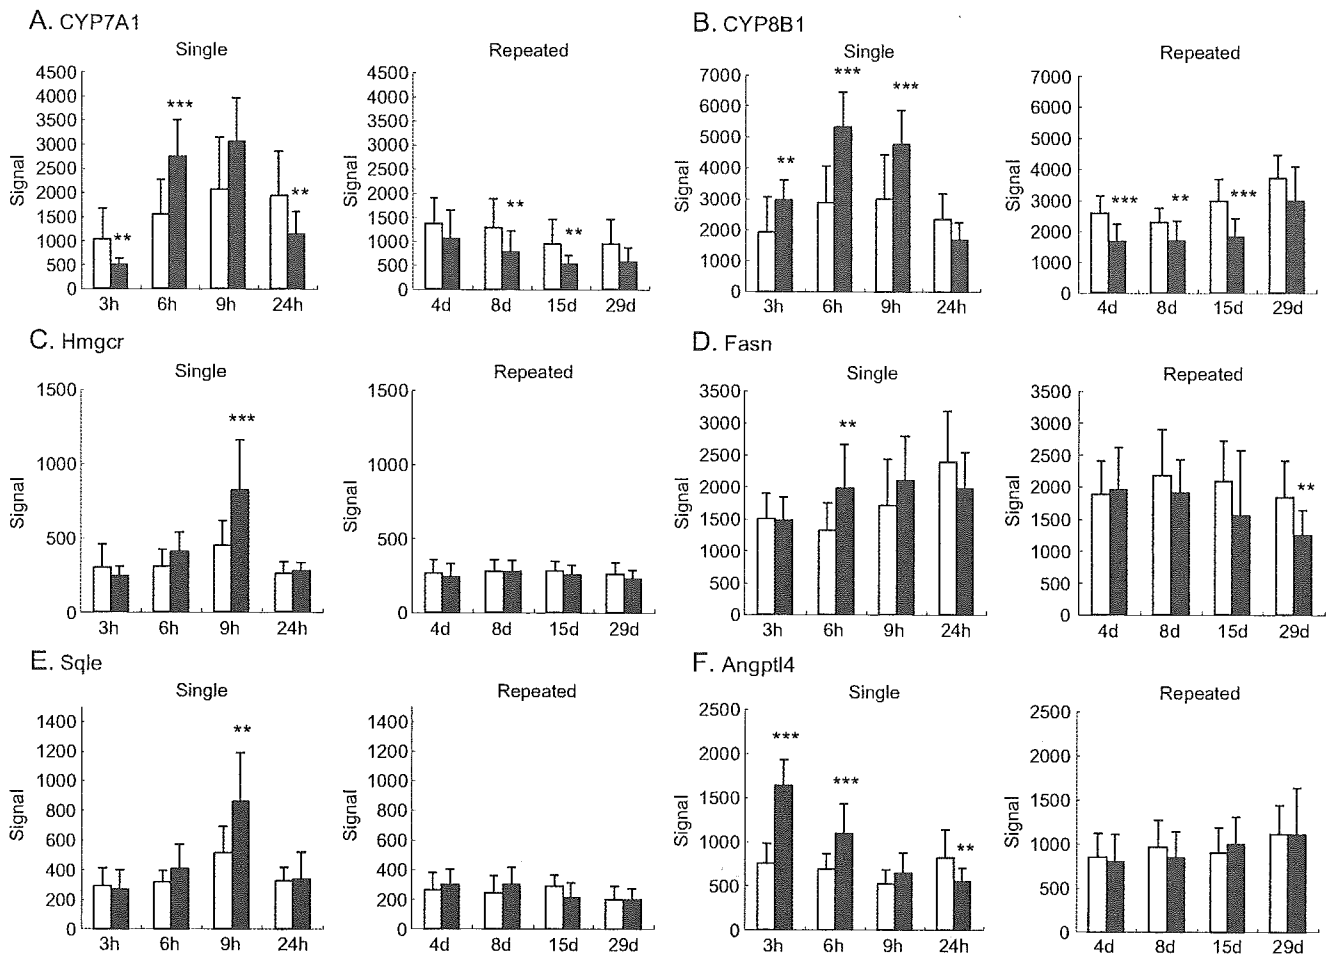 A. CYP7A1
Single
Signal
4500
4000
3500
3000
2500
2000
1500
1000
500
0
***
**
**
3h 6h 9h 24h
Repeated
4500
4000
3500
3000
2500
2000
1500
1000
500
0
**
**
4d 8d 15d 29d
B. CYP8B1
Single
Signal
7000
6000
5000
4000
3000
2000
1000
0
**
***
***
3h 6h 9h 24h
Repeated
7000
6000
5000
4000
3000
2000
1000
0
***
**
***
4d 8d 15d 29d
C. Hmgcr
Single
Signal
1500
1000
500
0
***
3h 6h 9h 24h
Repeated
1500
1000
500
0
4d 8d 15d 29d
D. Fasn
Single
Signal
3500
3000
2500
2000
1500
1000
500
0
**
3h 6h 9h 24h
Repeated
Signal
3500
3000
2500
2000
1500
1000
500
0
**
4d 8d 15d 29d
E. Sqle
Single
Signal
1400
1200
1000
800
600
400
200
0
**
3h 6h 9h 24h
Repeated
Signal
1400
1200
1000
800
600
400
200
0
4d 8d 15d 29d
F. Angptl4
Single
Signal
2500
2000
1500
1000
500
0
***
***
**
3h 6h 9h 24h
Repeated
Signal
2500
2000
1500
1000
500
0
4d 8d 15d 29d